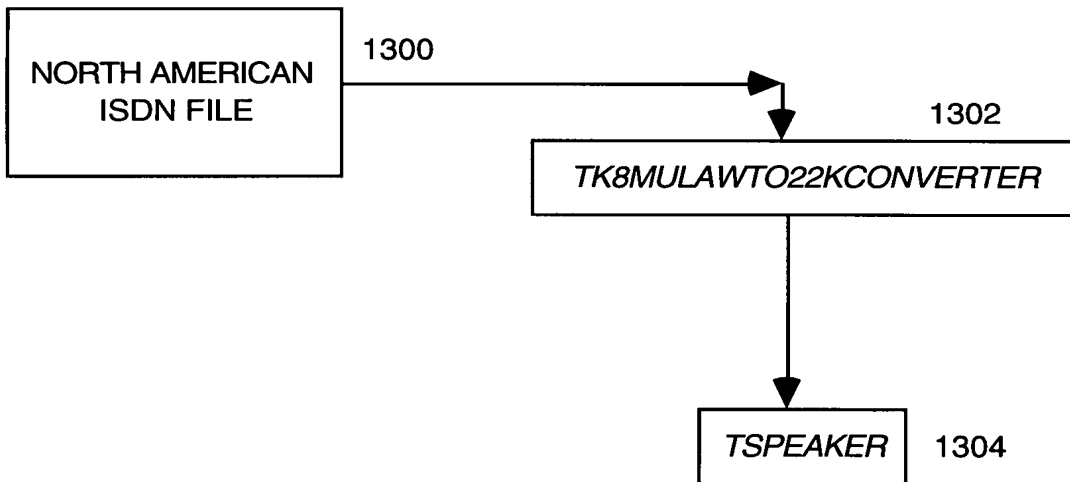 NORTH AMERICAN
ISDN FILE
1300
1302
TK8MULAWTO22KCONVERTER
TSPEAKER
1304